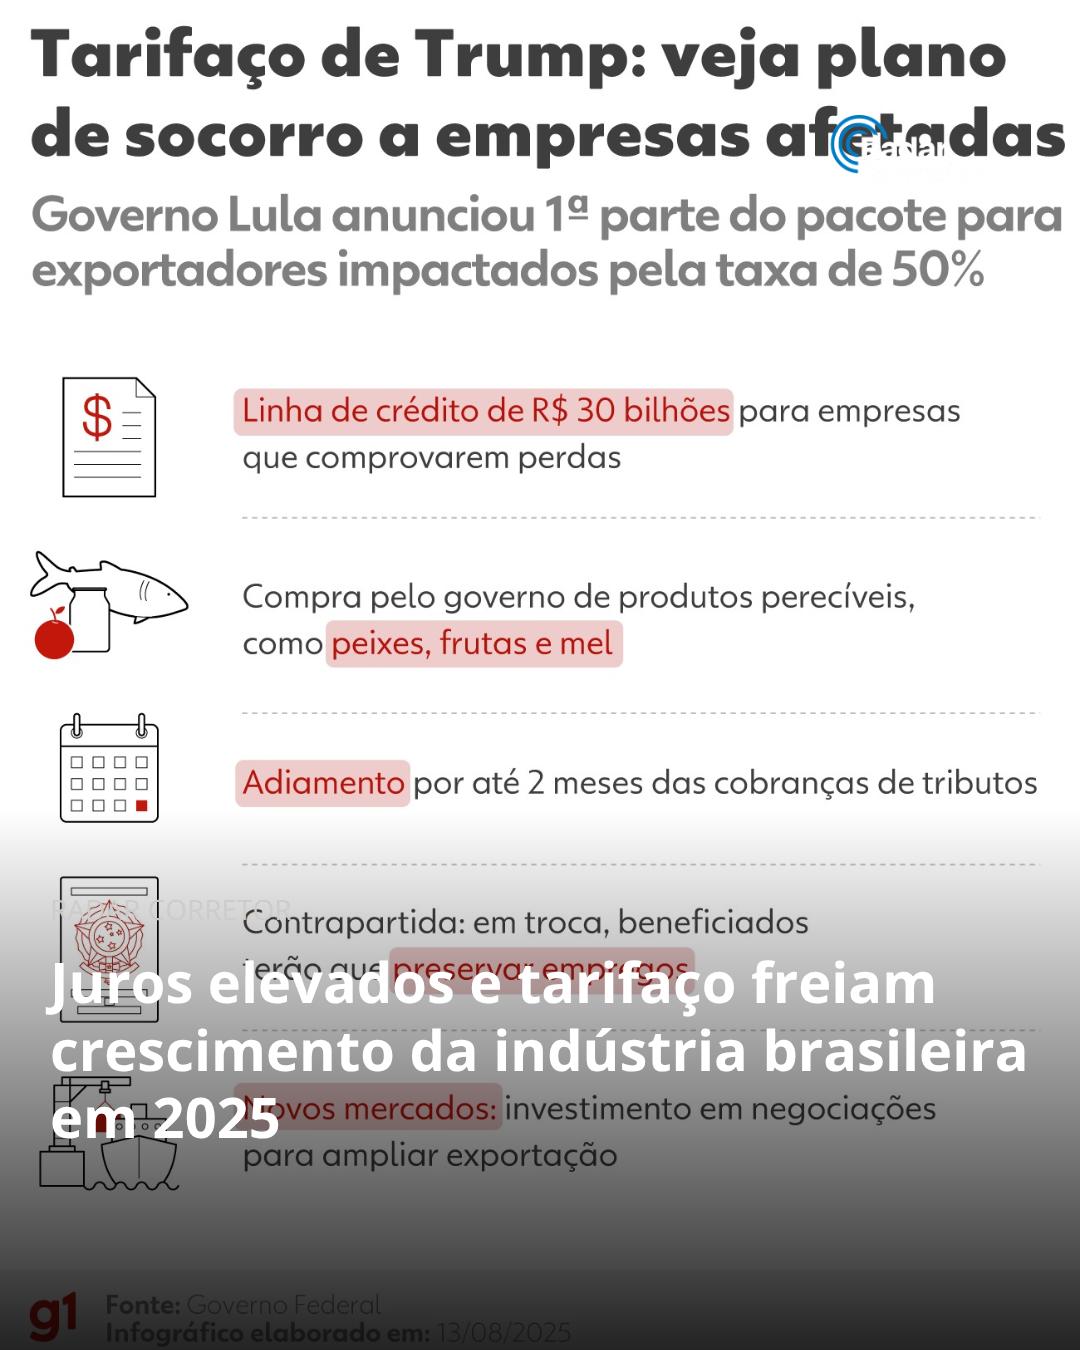 Tarifaço de Trump: veja plano
de socorro a empresas afetadas
Radar
Governo Lula anunciou 1ª parte do pacote para
exportadores impactados pela taxa de 50%
$
Linha de crédito de R$ 30 bilhões para empresas
que comprovarem perdas
Compra pelo governo de produtos perecíveis,
como peixes, frutas e mel
Adiamento por até 2 meses das cobranças de tributos
RADAR CORRETOR
Contrapartida: em troca, beneficiados
terão que preservar empregos
Juros elevados e tarifaço freiam
crescimento da indústria brasileira
em 2025
Novos mercados: investimento em negociações
para ampliar exportação
g1
Fonte: Governo Federal
Infográfico elaborado em: 13/08/2025